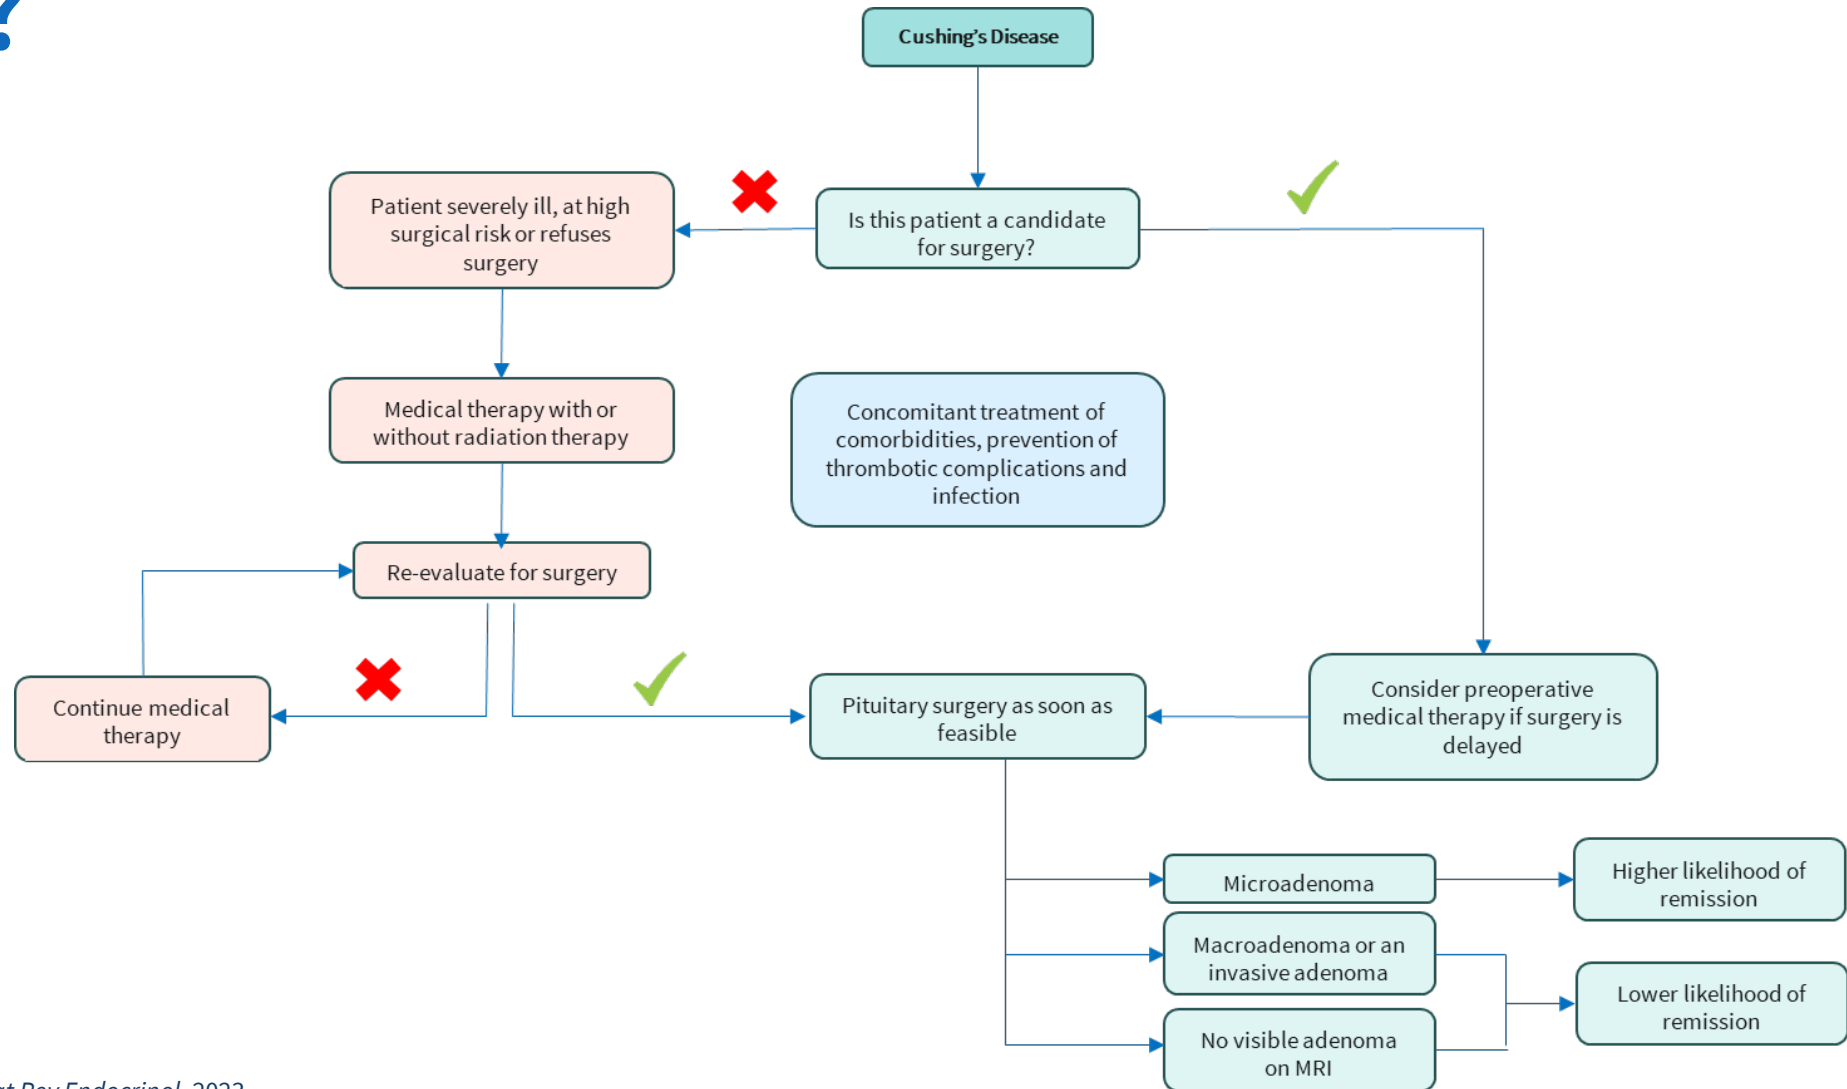 ?
Cushing's Disease
Patient severely ill, at high
surgical risk or refuses
surgery
Is this patient a candidate
for surgery?
Medical therapy with or
without radiation therapy
Concomitant treatment of
comorbidities, prevention of
thrombotic complications and
infection
Re-evaluate for surgery
Continue medical
therapy
Pituitary surgery as soon as
feasible
Consider preoperative
medical therapy if surgery is
delayed
Microadenoma
Higher likelihood of
remission
Macroadenoma or an
invasive adenoma
Lower likelihood of
remission
No visible adenoma
on MRI